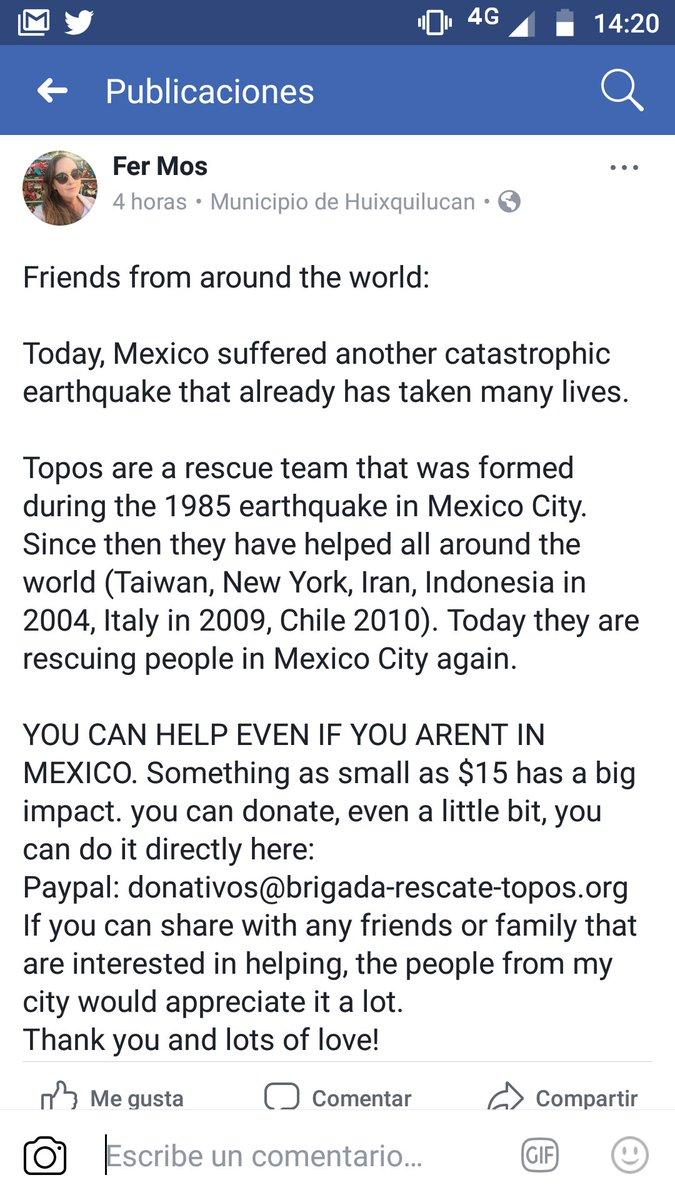 4G 14:20
Publicaciones
Fer Mos
4 horas • Municipio de Huixquilucan •
Friends from around the world:
Today, Mexico suffered another catastrophic
earthquake that already has taken many lives.
Topos are a rescue team that was formed
during the 1985 earthquake in Mexico City.
Since then they have helped all around the
world (Taiwan, New York, Iran, Indonesia in
2004, Italy in 2009, Chile 2010). Today they are
rescuing people in Mexico City again.
YOU CAN HELP EVEN IF YOU ARENT IN
MEXICO. Something as small as $15 has a big
impact. you can donate, even a little bit, you
can do it directly here:
Paypal: donativos@brigada-rescate-topos.org
If you can share with any friends or family that
are interested in helping, the people from my
city would appreciate it a lot.
Thank you and lots of love!
Me gusta Comentar Compartir
Escribe un comentario... GIF